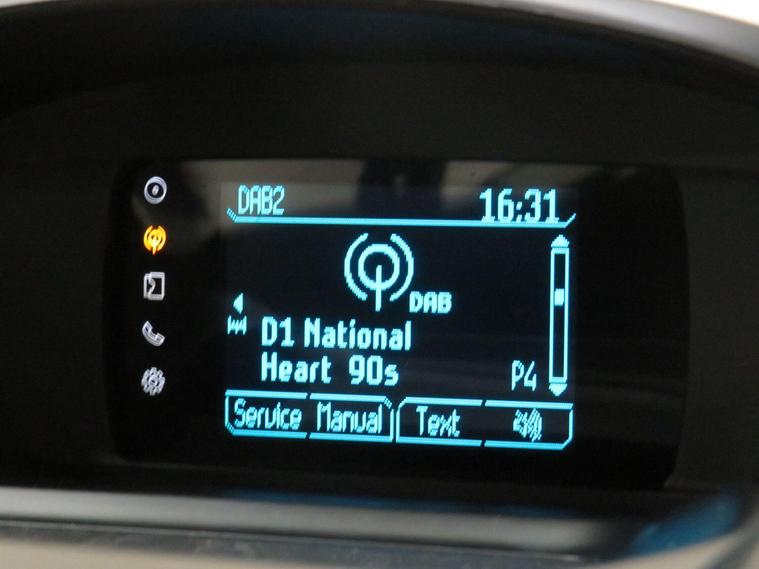 DAB2 16:31
DAB
D1 National
Heart 90s P4
Service Manual Text